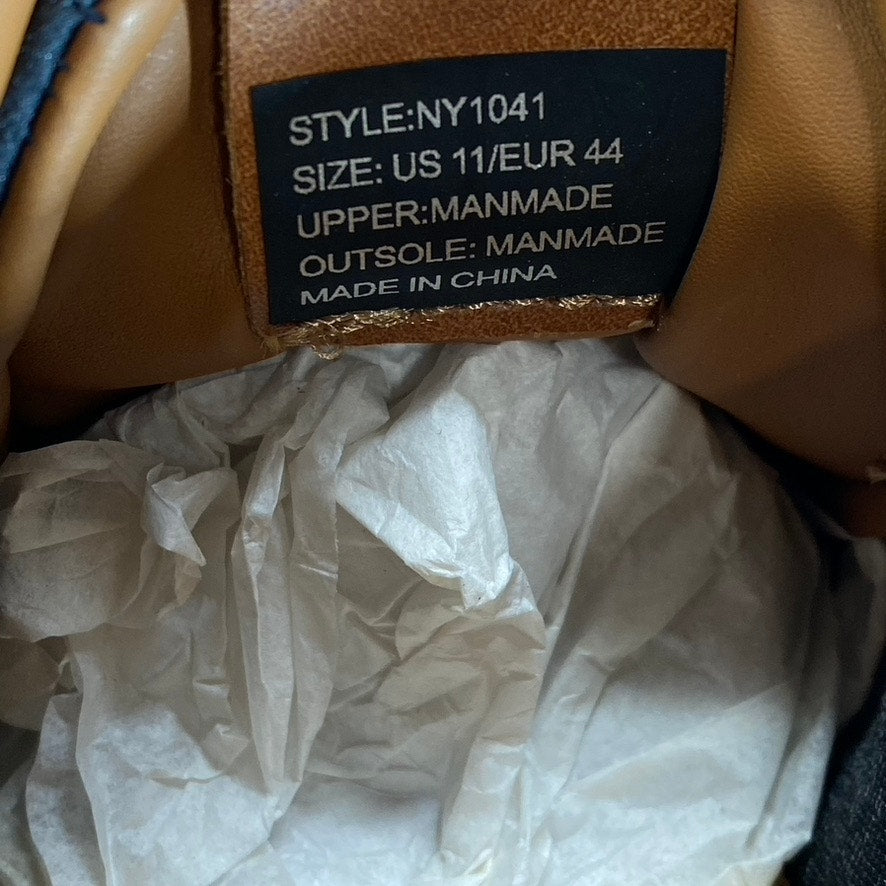 STYLE:NY1041
SIZE: US 11/EUR 44
UPPER:MANMADE
OUTSOLE: MANMADE
MADE IN CHINA